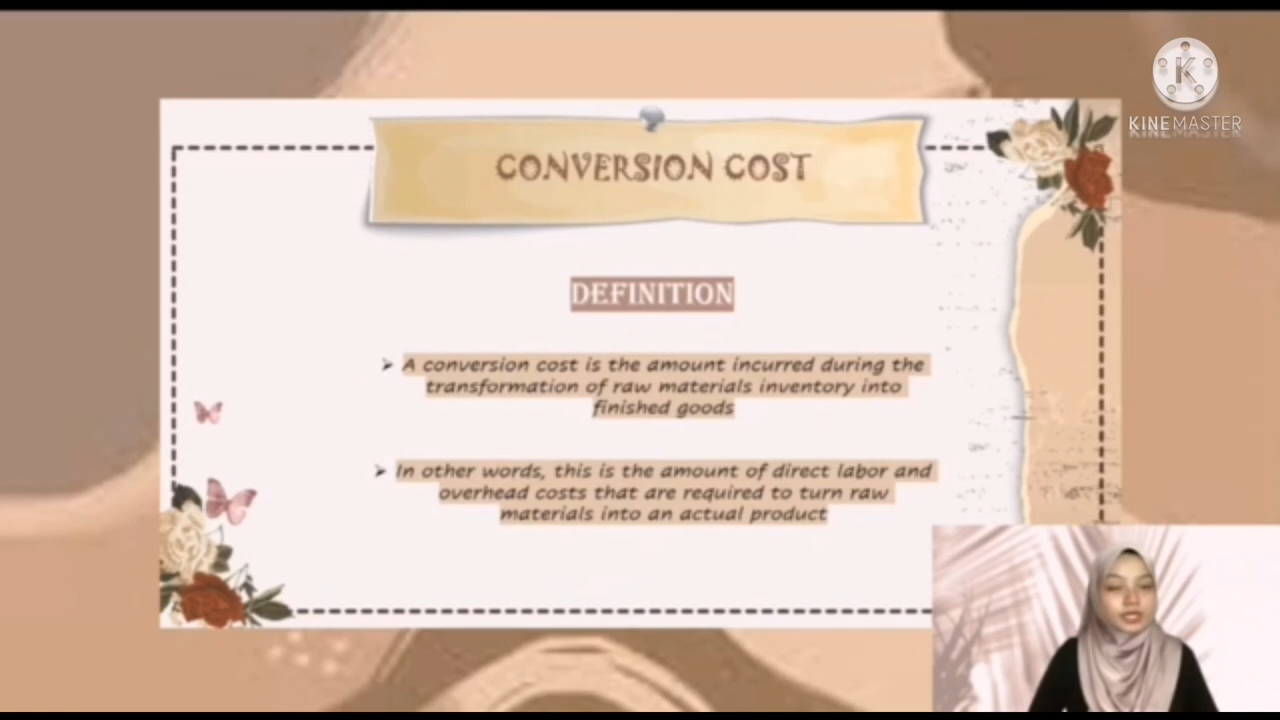 KINEMASTER
CONVERSION COST
DEFINITION
➢ A conversion cost is the amount incurred during the
transformation of raw materials inventory into
finished goods
➢ In other words, this is the amount of direct labor and
overhead costs that are required to turn raw
materials into an actual product